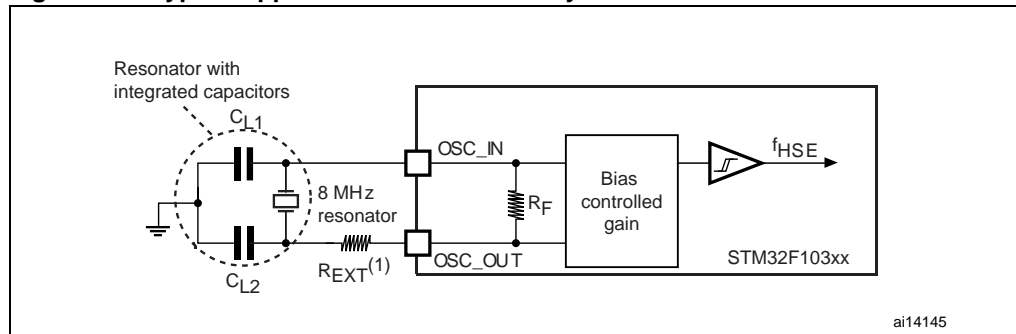 Resonator with
integrated capacitors
CL1
OSC_IN
fHSE
8 MHz
resonator
RF
Bias
controlled
gain
STM32F103xx
REXT(1)
OSC_OUT
CL2
ai14145